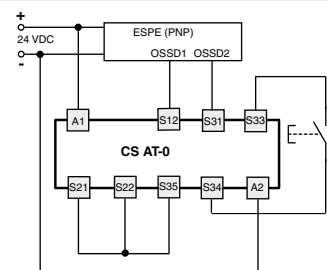 +
24 VDC
-
ESPE (PNP)
OSSD1 OSSD2
A1 S12 S31 S33
CS AT-0
S21 S22 S35 S34 A2